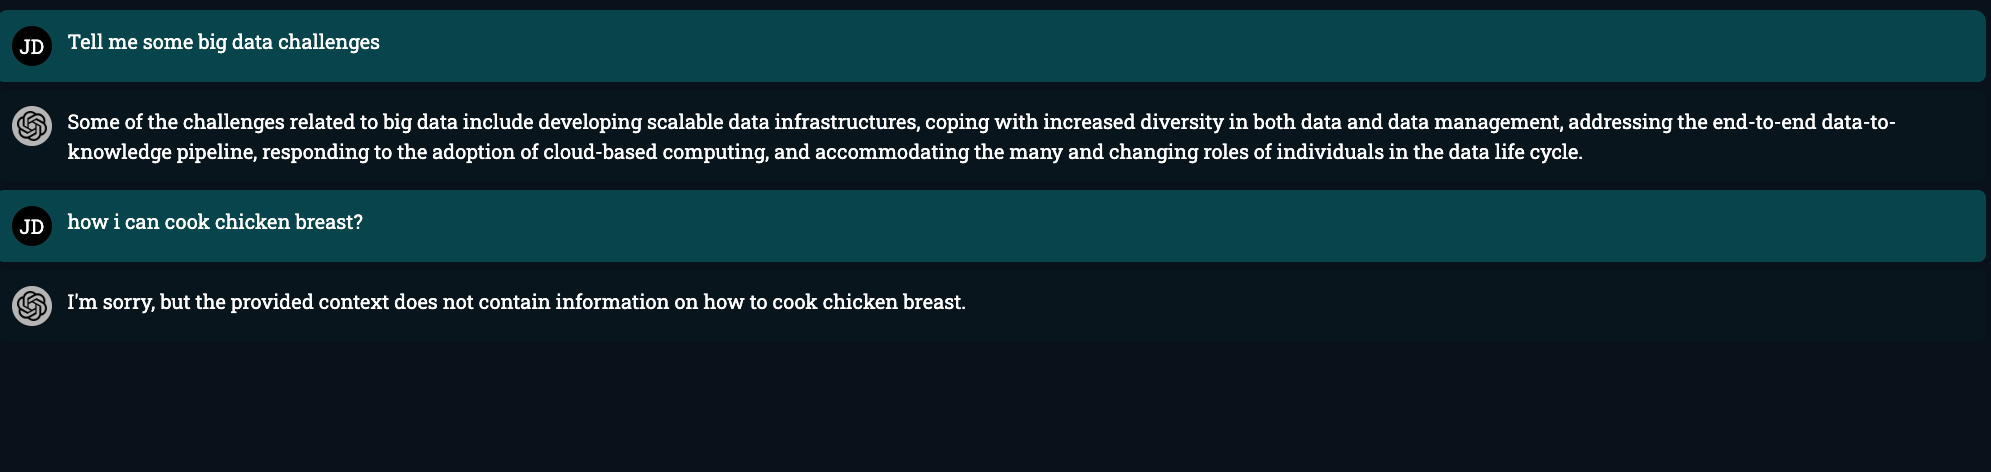 JD
Tell me some big data challenges
Some of the challenges related to big data include developing scalable data infrastructures, coping with increased diversity in both data and data management, addressing the end-to-end data-to-
knowledge pipeline, responding to the adoption of cloud-based computing, and accommodating the many and changing roles of individuals in the data life cycle.
JD
how i can cook chicken breast?
I'm sorry, but the provided context does not contain information on how to cook chicken breast.